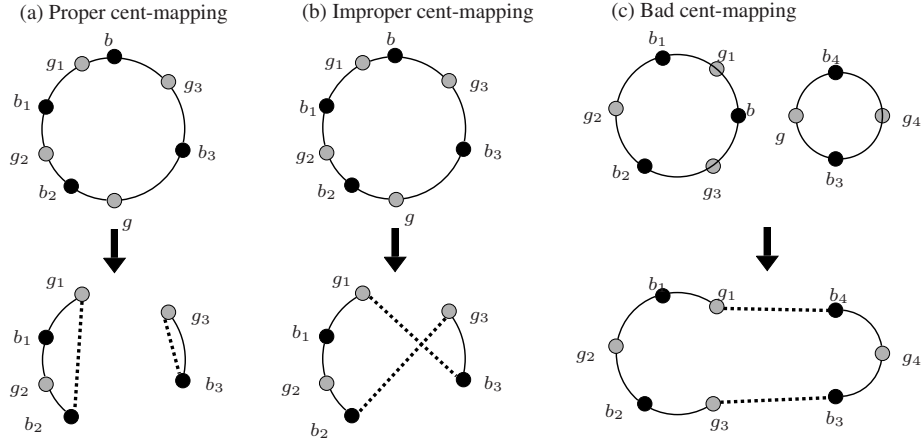 (a) Proper cent-mapping
(b) Improper cent-mapping
(c) Bad cent-mapping
b
g₁
g₃
b₁
g₂
b₃
b₂
g
b
g₁
g₃
b₁
g₂
b₃
b₂
g
b₁
g₁
g₂
b
b₂
g₃
b₄
g
g₄
b₃
g₁
g₃
b₁
g₂
b₃
b₂
g₁
g₃
b₁
g₂
b₃
b₂
b₁
g₁
b₄
g₂
g₄
b₂
g₃
b₃